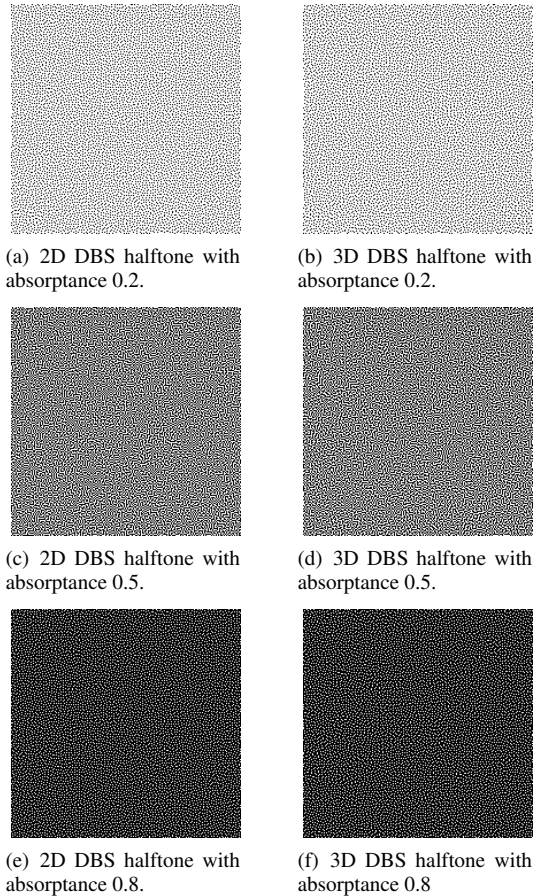 (a) 2D DBS halftone with
absorptance 0.2.
(b) 3D DBS halftone with
absorptance 0.2.
(c) 2D DBS halftone with
absorptance 0.5.
(d) 3D DBS halftone with
absorptance 0.5.
(e) 2D DBS halftone with
absorptance 0.8.
(f) 3D DBS halftone with
absorptance 0.8